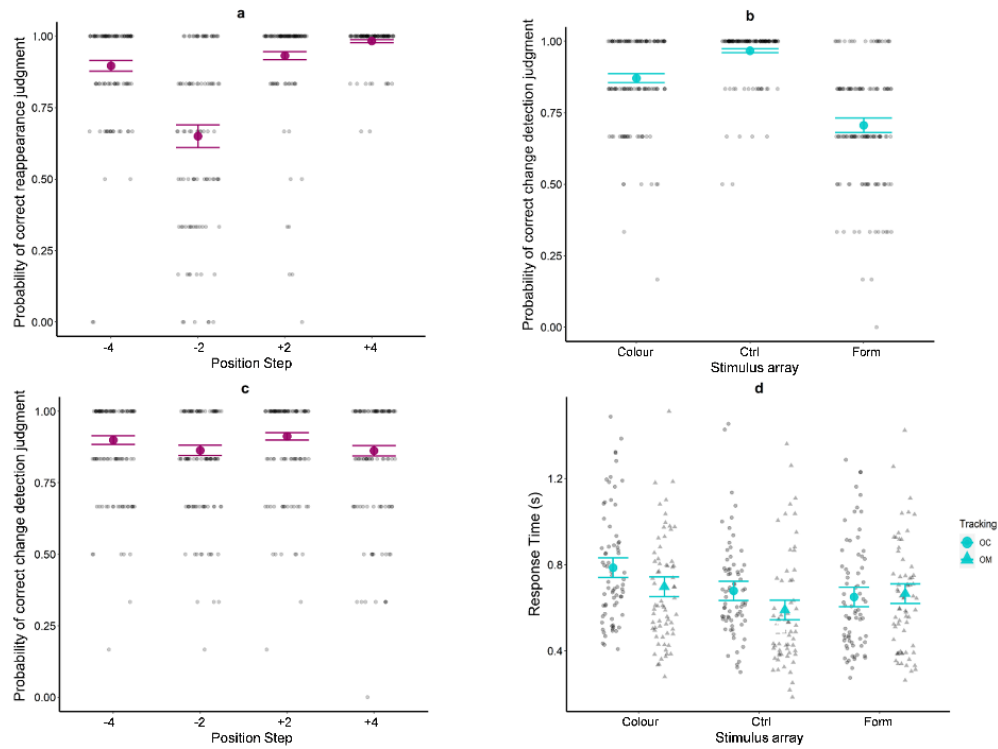 a
Probability of correct reappearance judgment
1.00
0.75
0.50
0.25
0.00
-4
-2
+2
+4
Position Step
b
Probability of correct change detection judgment
1.00
0.75
0.50
0.25
0.00
Colour
Ctrl
Form
Stimulus array
c
Probability of correct change detection judgment
1.00
0.75
0.50
0.25
0.00
-4
-2
+2
+4
Position Step
d
Response Time (s)
1.2
0.8
0.4
Colour
Ctrl
Form
Stimulus array
Tracking
OC
OM